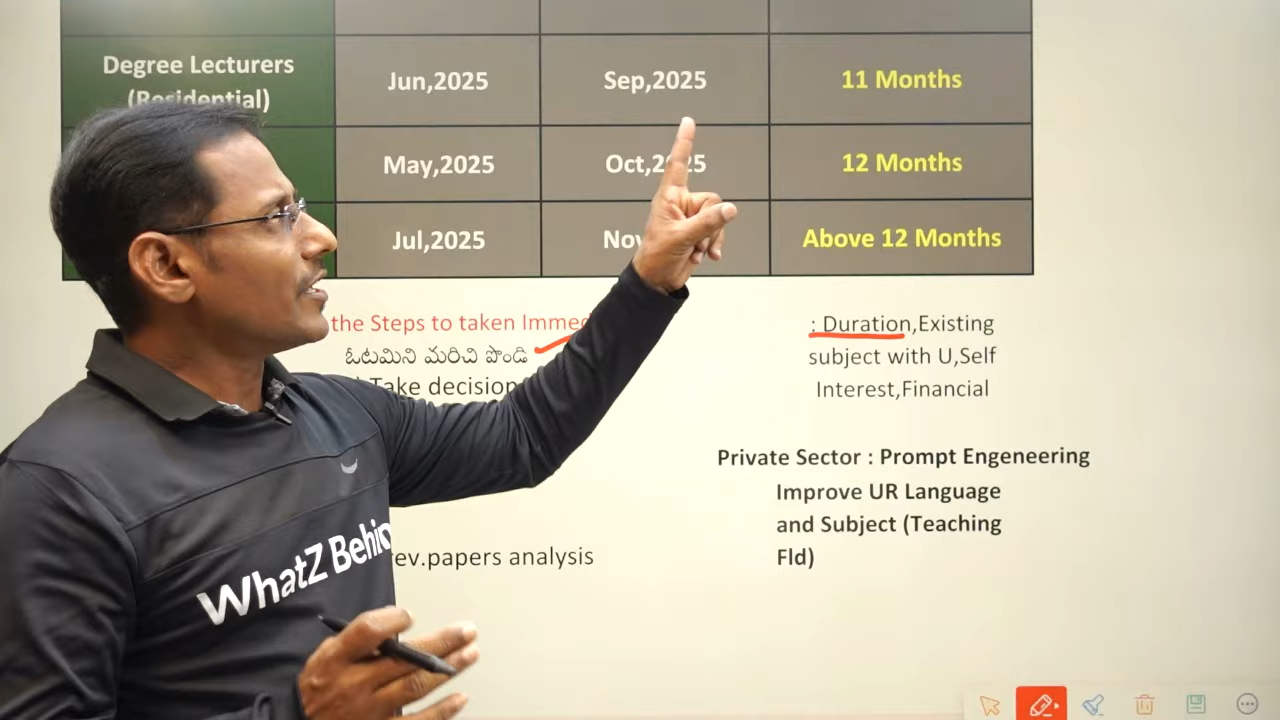 Degree Lecturers
(Residential)
Jun,2025
Sep,2025
11 Months
May,2025
Oct,2025
12 Months
Jul,2025
Above 12 Months
the Steps to taken
ఓటమిని మరిచి పొండి
Take decision
: Duration,Existing
subject with U,Self
Interest,Financial
Private Sector : Prompt Engeneering
Improve UR Language
and Subject (Teaching
Fld)
papers analysis
WhatZ